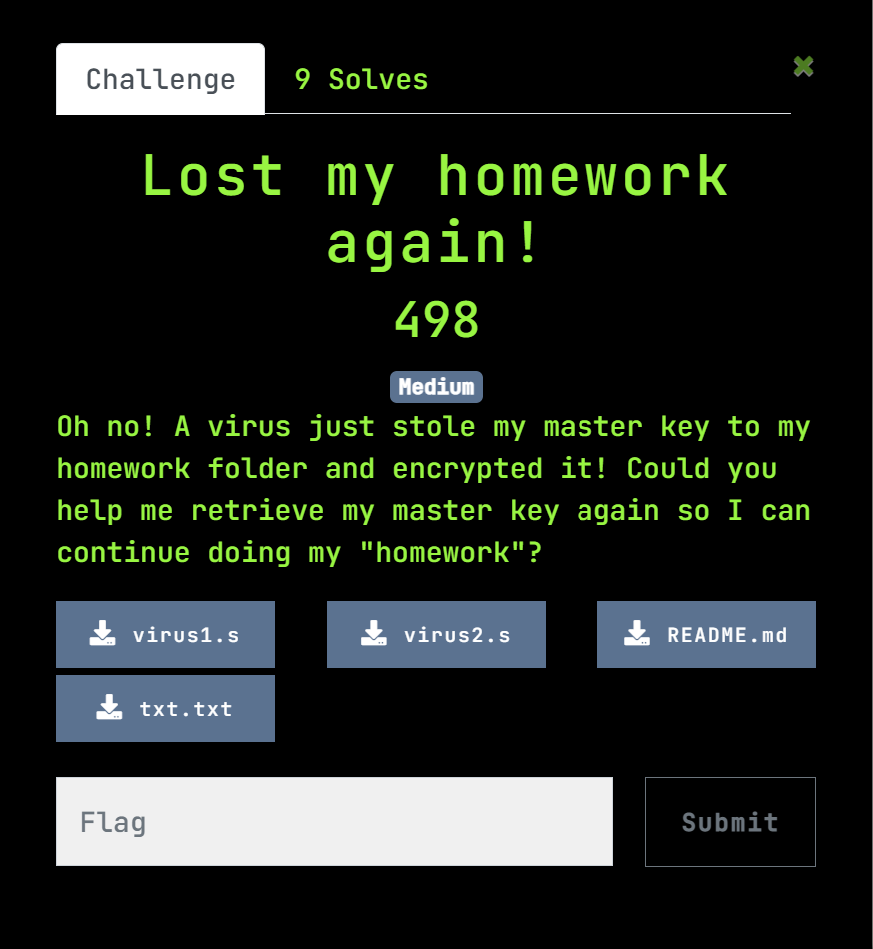 Challenge
9 Solves
Lost my homework
again!
498
Medium
Oh no! A virus just stole my master key to my
homework folder and encrypted it! Could you
help me retrieve my master key again so I can
continue doing my "homework"?
virus1.s
virus2.s
README.md
txt.txt
Flag
Submit